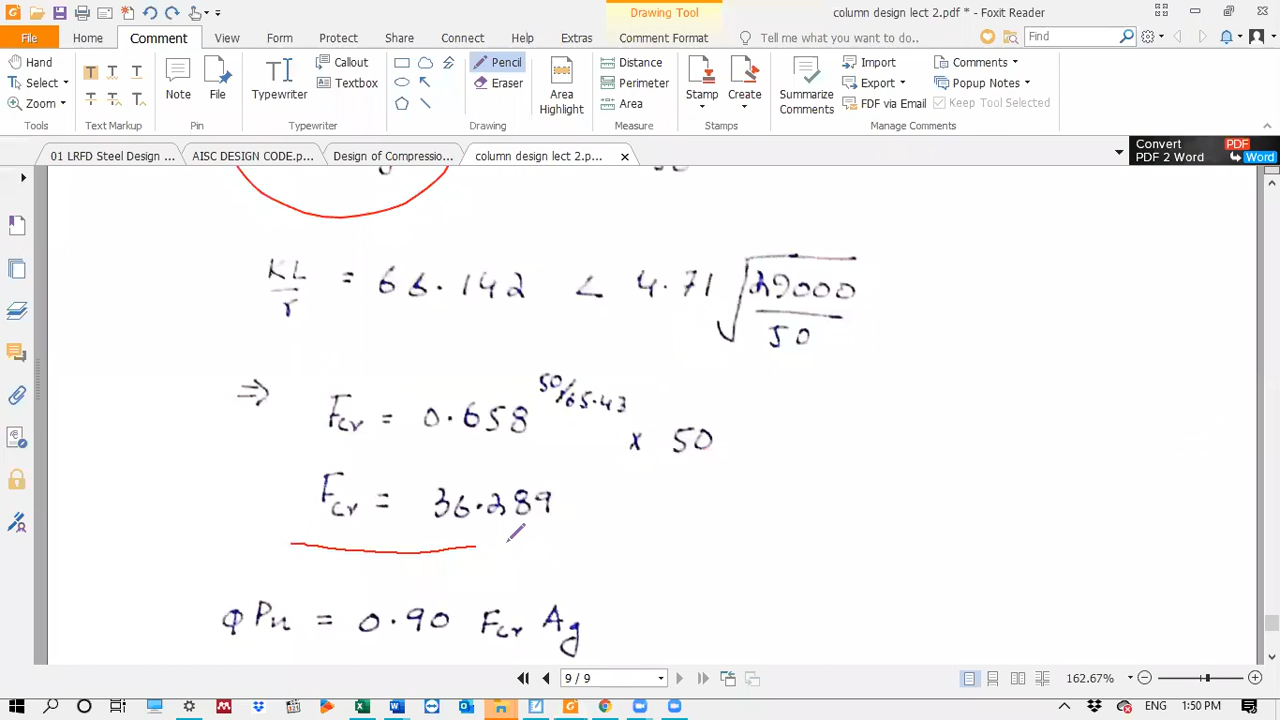 column design lect 2.pdf * - Foxit Reader
Drawing Tool
File Home Comment View Form Protect Share Connect Help Extras Comment Format Tell me what you want to do... Find
Hand
Select
Zoom
Tools
Text Markup
Note
File
Pin
Typewriter
Callout
Textbox
Typewriter
Pencil
Eraser
Drawing
Area
Highlight
Distance
Perimeter
Area
Measure
Stamp
Create
Stamps
Summarize
Comments
Import
Export
FDF via Email
Comments
Popup Notes
Keep Tool Selected
Manage Comments
01 LRFD Steel Design ...
AISC DESIGN CODE.p...
Design of Compressio...
column design lect 2.p...
Convert PDF
PDF 2 Word Word
KL/r = 66.142 < 4.71 √29000/50
⇒ Fcr = 0.658^50/65.43 x 50
Fcr = 36.289
φPn = 0.90 Fcr Ag
9 / 9
162.67%
ENG 1:50 PM